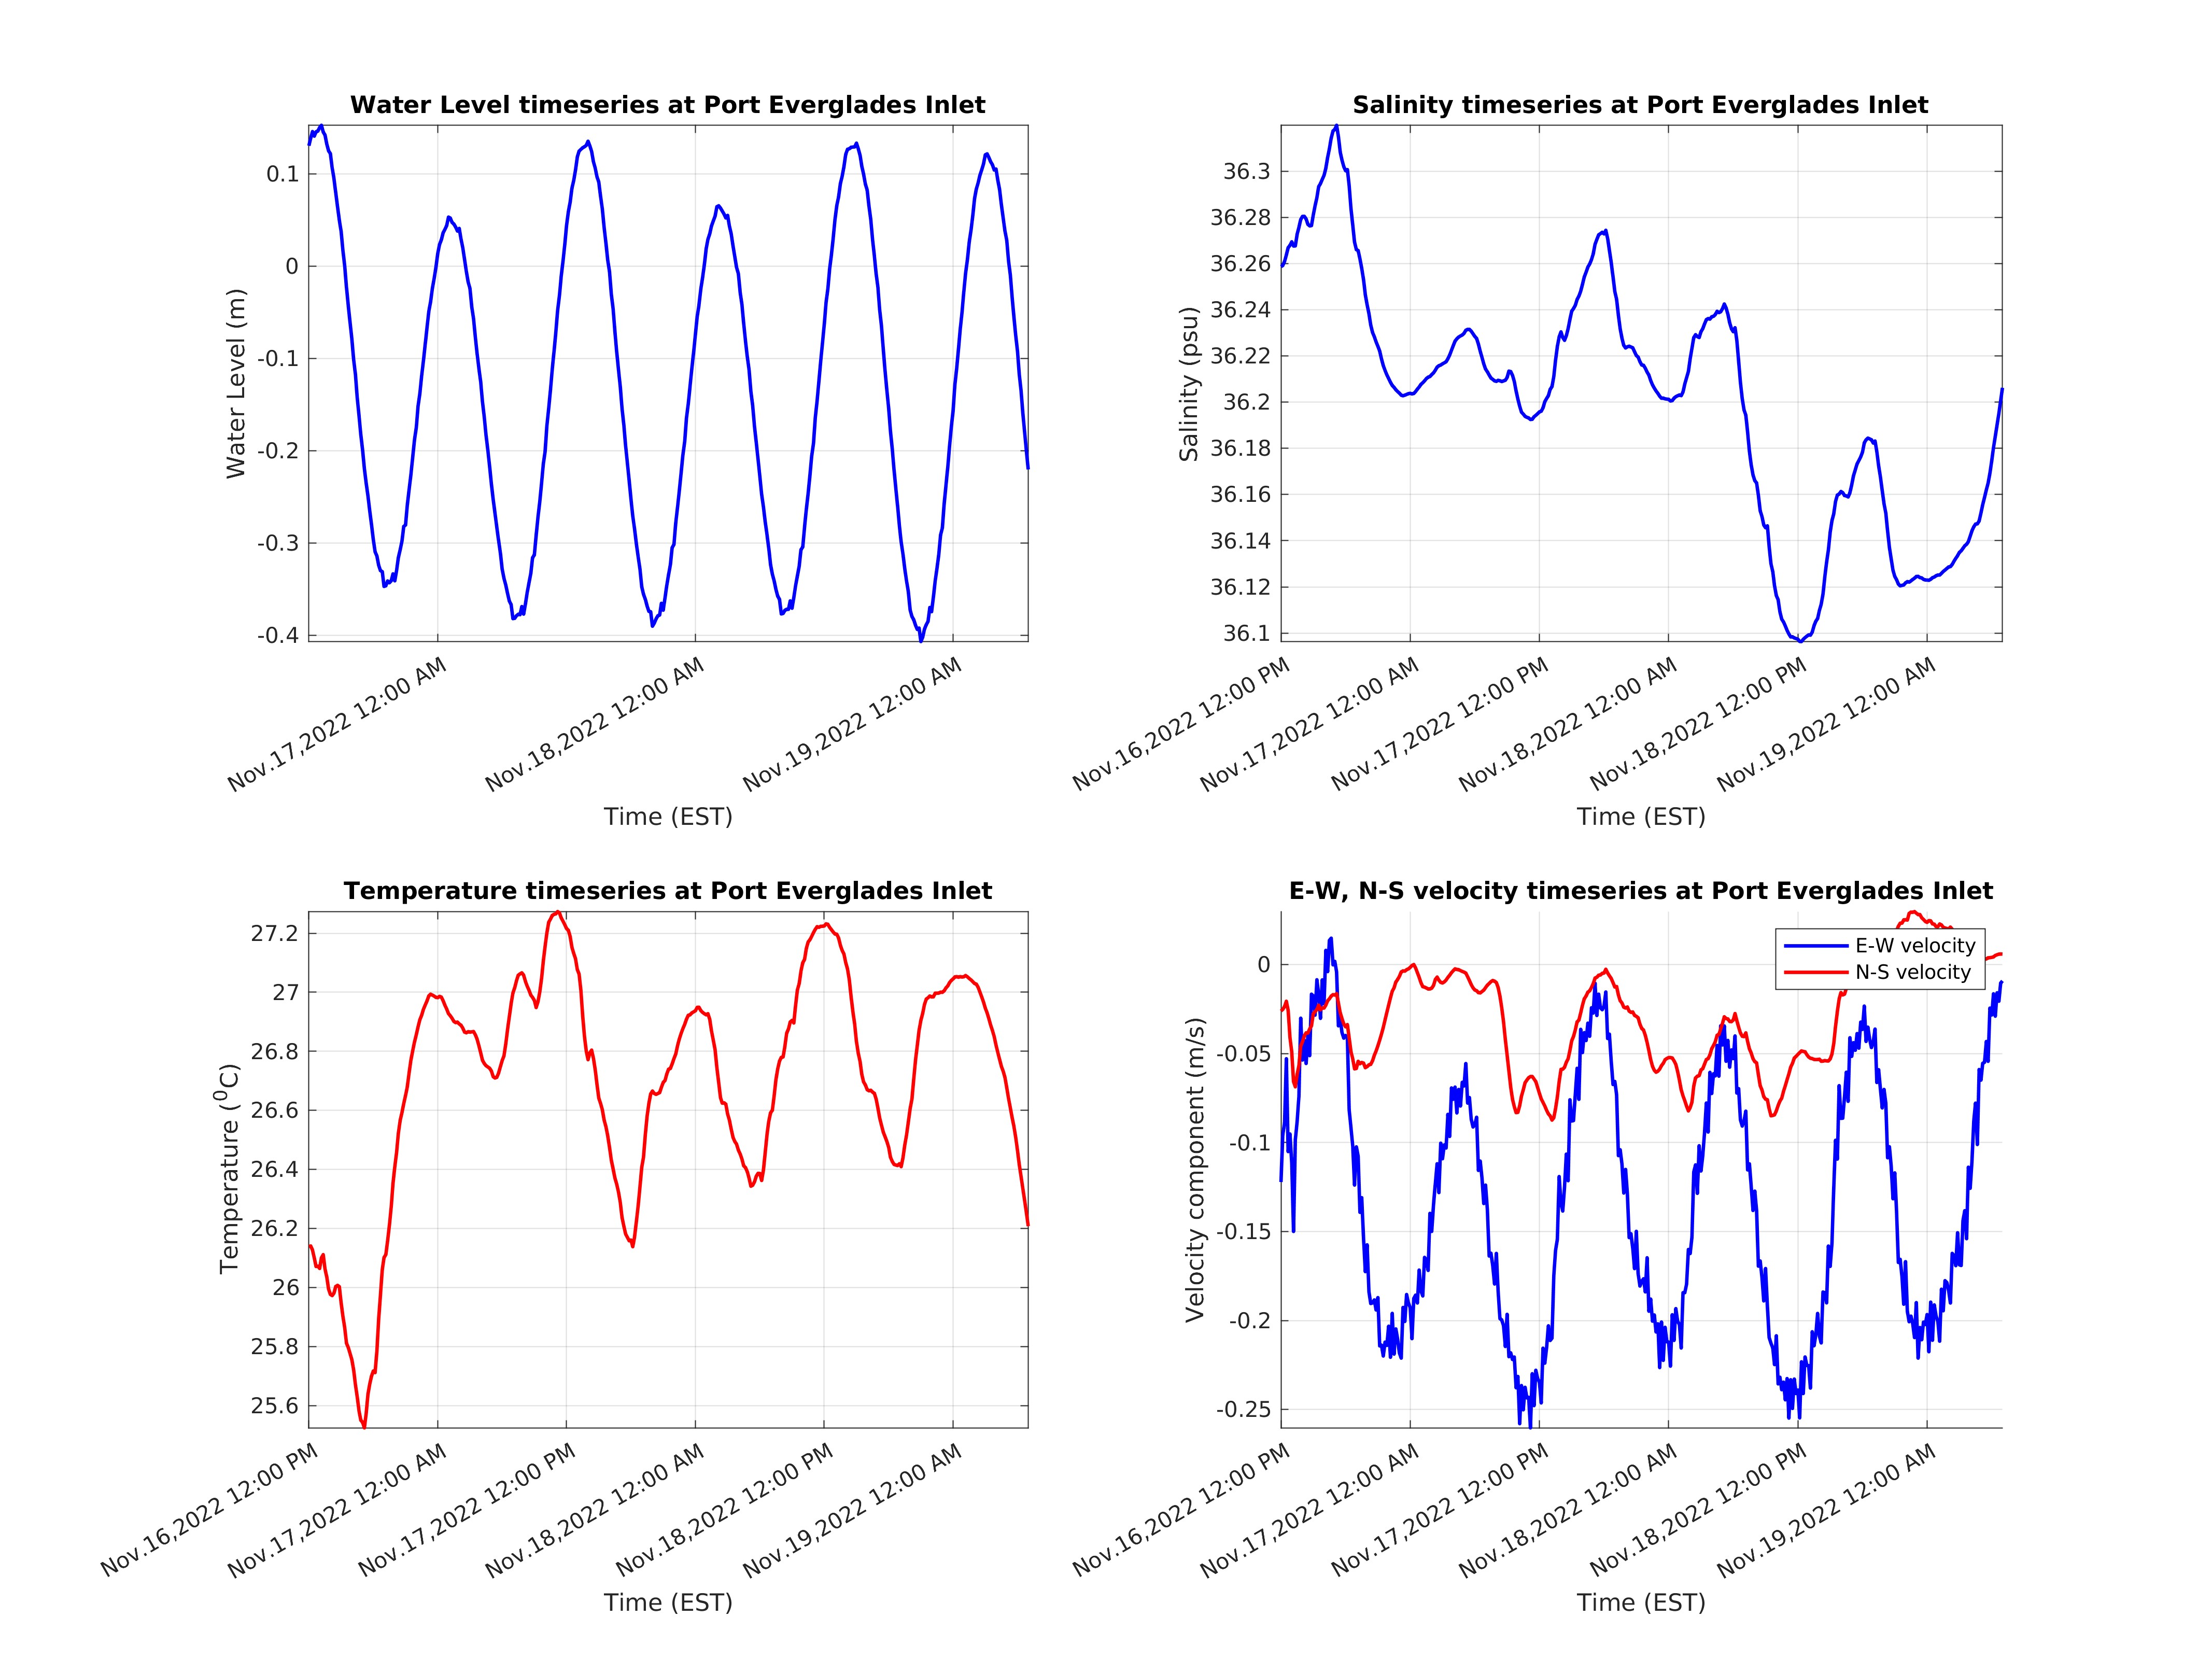 Water Level timeseries at Port Everglades Inlet
Water Level (m)
0.1
0
-0.1
-0.2
-0.3
-0.4
Nov.17,2022 12:00 AM
Nov.18,2022 12:00 AM
Nov.19,2022 12:00 AM
Time (EST)
Salinity timeseries at Port Everglades Inlet
Salinity (psu)
36.3
36.28
36.26
36.24
36.22
36.2
36.18
36.16
36.14
36.12
36.1
Nov.16,2022 12:00 PM
Nov.17,2022 12:00 AM
Nov.17,2022 12:00 PM
Nov.18,2022 12:00 AM
Nov.18,2022 12:00 PM
Nov.19,2022 12:00 AM
Time (EST)
Temperature timeseries at Port Everglades Inlet
Temperature (⁰C)
27.2
27
26.8
26.6
26.4
26.2
26
25.8
25.6
Nov.16,2022 12:00 PM
Nov.17,2022 12:00 AM
Nov.17,2022 12:00 PM
Nov.18,2022 12:00 AM
Nov.18,2022 12:00 PM
Nov.19,2022 12:00 AM
Time (EST)
E-W, N-S velocity timeseries at Port Everglades Inlet
E-W velocity
N-S velocity
Velocity component (m/s)
0
-0.05
-0.1
-0.15
-0.2
-0.25
Nov.16,2022 12:00 PM
Nov.17,2022 12:00 AM
Nov.17,2022 12:00 PM
Nov.18,2022 12:00 AM
Nov.18,2022 12:00 PM
Nov.19,2022 12:00 AM
Time (EST)